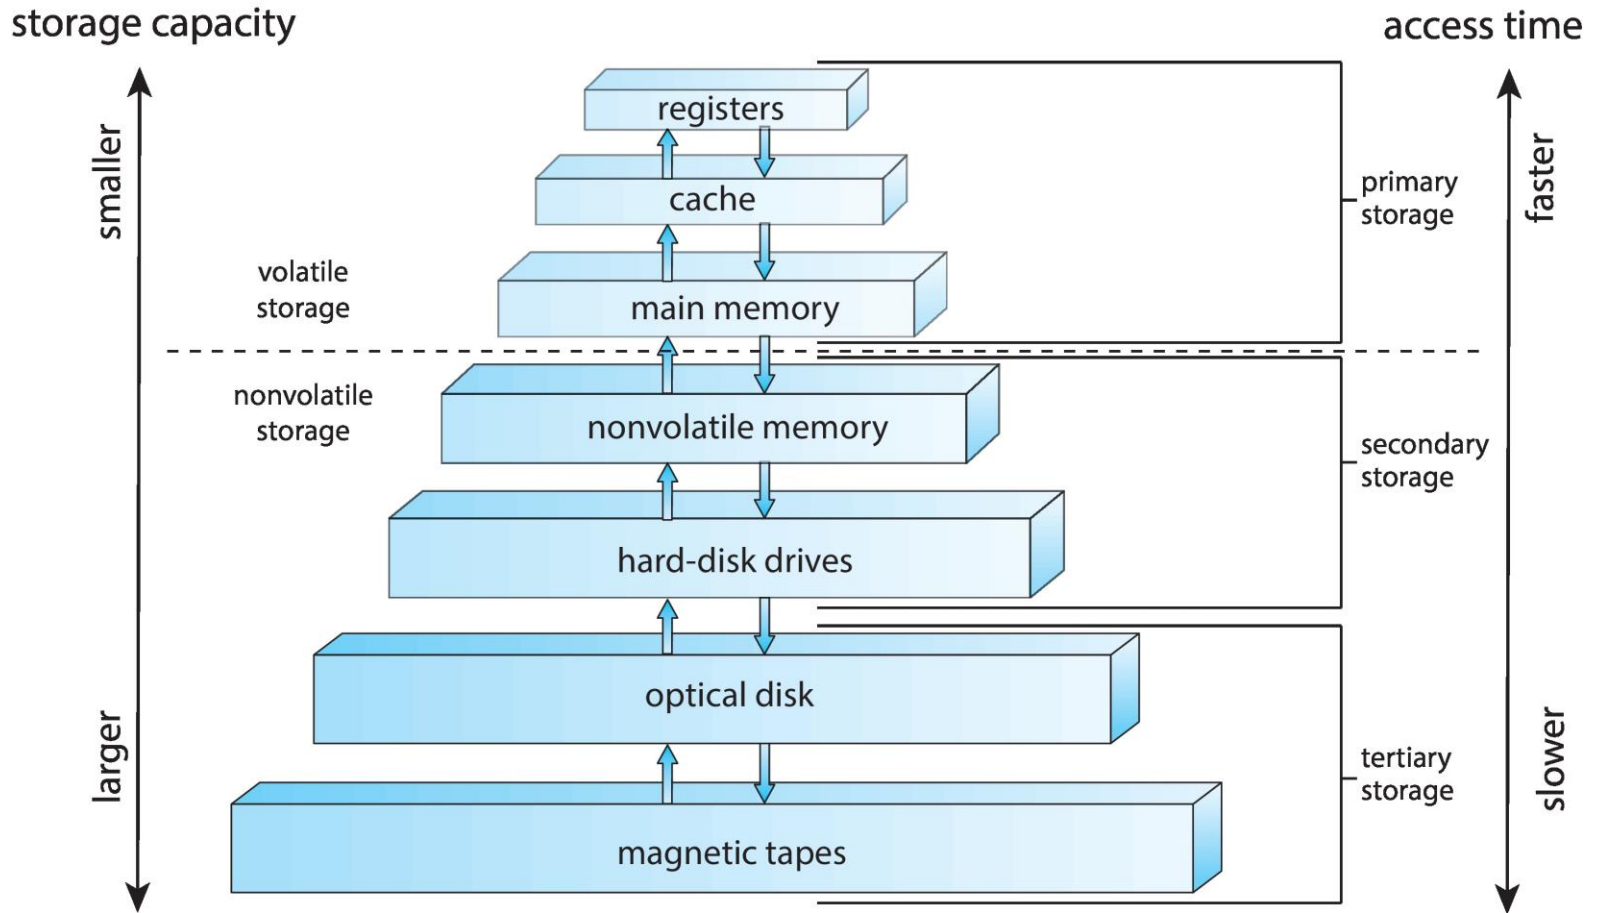 storage capacity
access time
smaller
larger
volatile
storage
nonvolatile
storage
registers
cache
main memory
nonvolatile memory
hard-disk drives
optical disk
magnetic tapes
primary
storage
secondary
storage
tertiary
storage
faster
slower